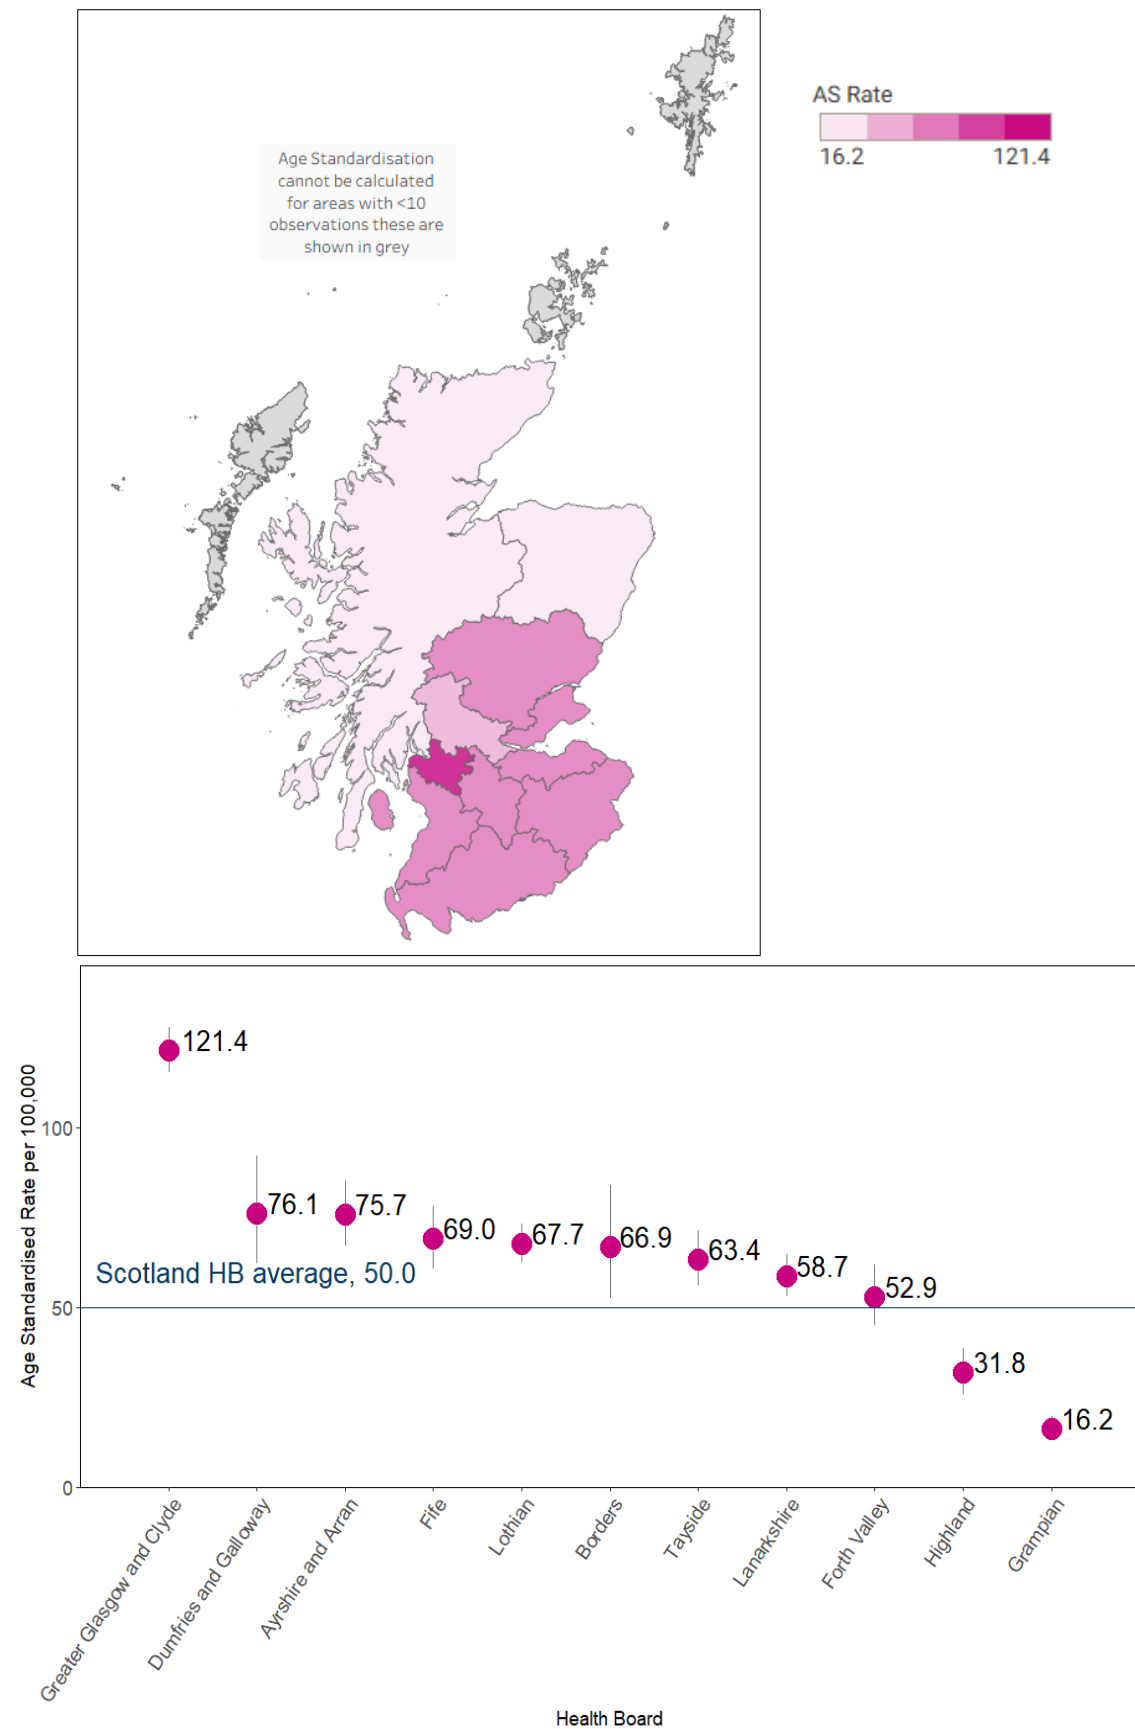 AS Rate
16.2 121.4
Age Standardisation
cannot be calculated
for areas with <10
observations these are
shown in grey
Age Standardised Rate per 100,000
100
50
0
121.4
76.1
75.7
69.0
67.7
66.9
63.4
58.7
52.9
31.8
16.2
Scotland HB average, 50.0
Greater Glasgow and Clyde
Dumfries and Galloway
Ayrshire and Arran
Fife
Lothian
Borders
Tayside
Lanarkshire
Forth Valley
Highland
Grampian
Health Board